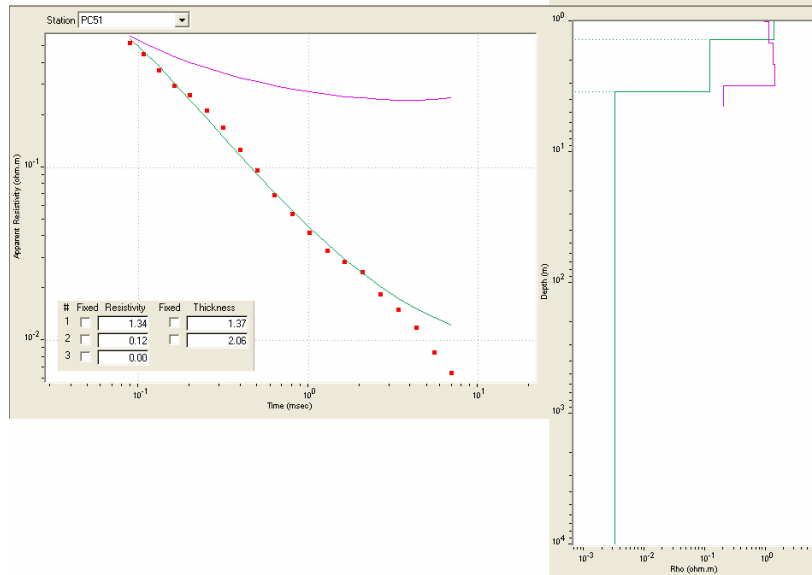 Station PC51
Apparent Resistivity (ohm.m)
10-1
10-2
# Fixed Resistivity Fixed Thickness
1 1.34 1.37
2 0.12 2.06
3 0.00
10-1 100 101
Time (msec)
Depth (m)
100
101
102
103
104
10-3 10-2 10-1 100
Rho (ohm.m)